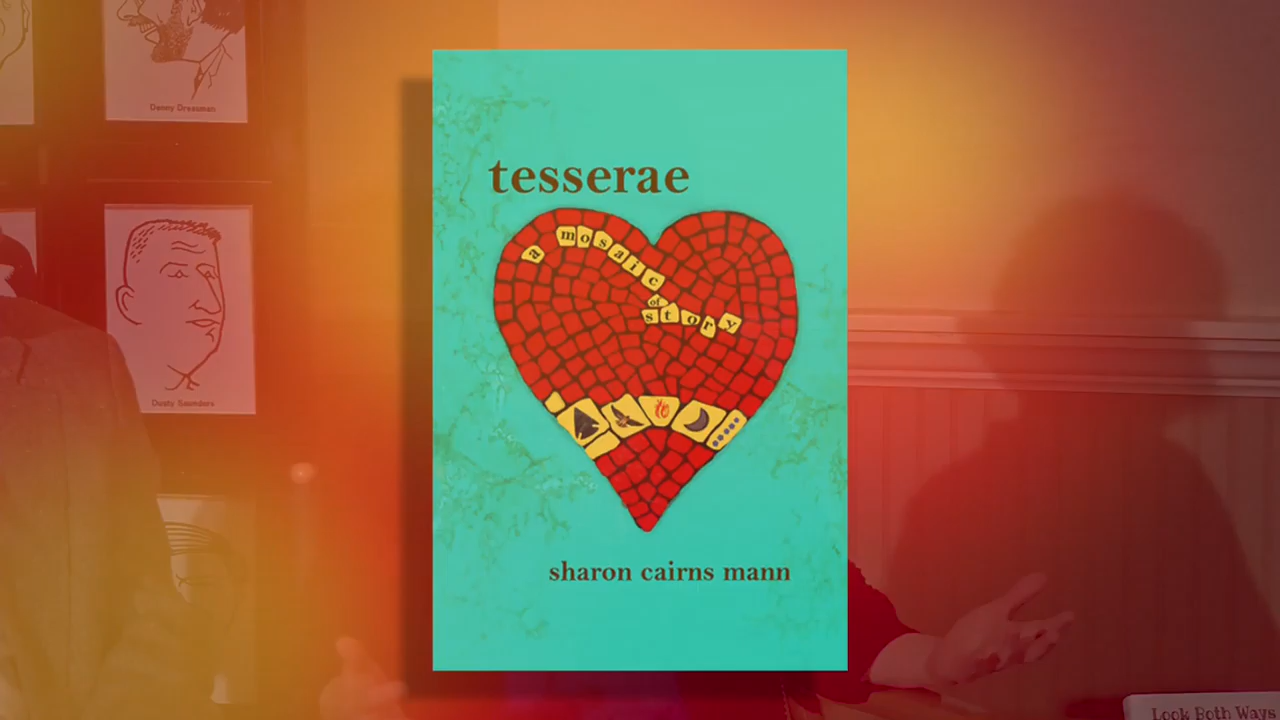 Denny Dressman
Dusty Saunders
tesserae
a mosaic
of
story
sharon cairns mann
Look Both Ways